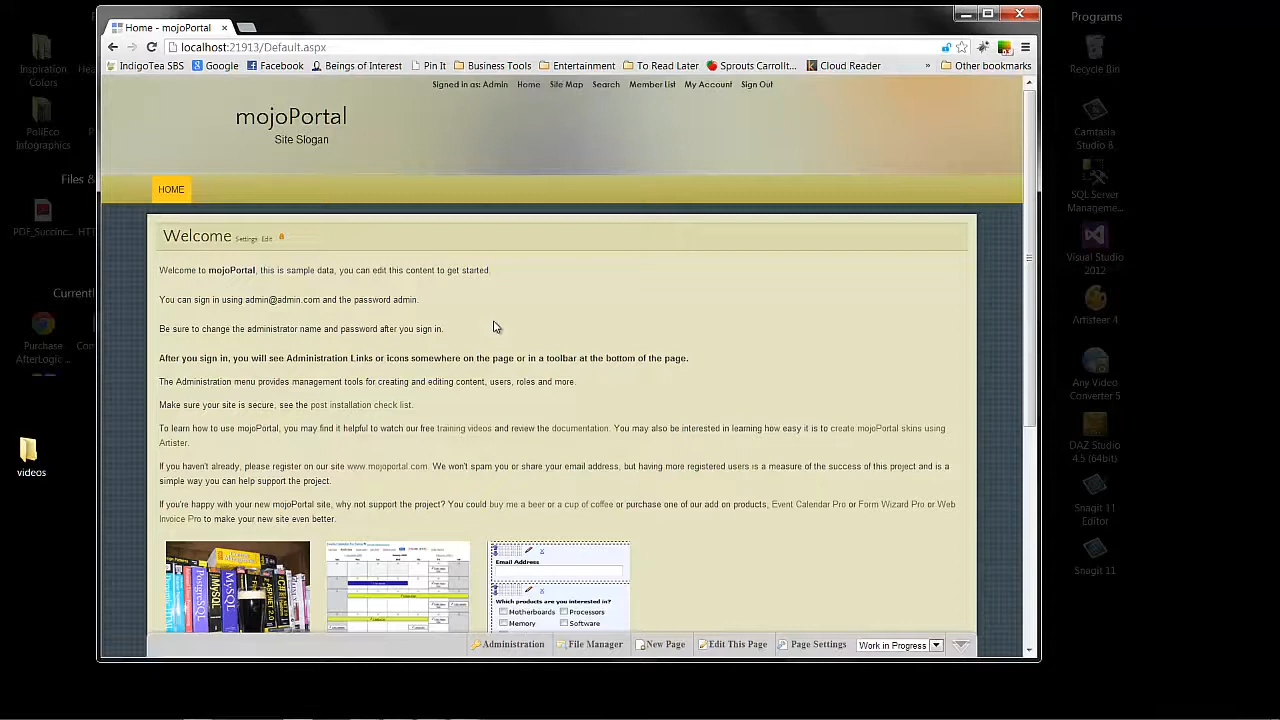 Home - mojoPortal
localhost:21913/Default.aspx
IndigoTea SBS Google Facebook Beings of Interest Pin It Business Tools Entertainment To Read Later Sprouts Carrollt... Cloud Reader » Other bookmarks
Signed in as: Admin Home Site Map Search Member List My Account Sign Out
mojoPortal
Site Slogan
HOME
Welcome Settings Edit
Welcome to mojoPortal, this is sample data, you can edit this content to get started.
You can sign in using admin@admin.com and the password admin.
Be sure to change the administrator name and password after you sign in.
After you sign in, you will see Administration Links or icons somewhere on the page or in a toolbar at the bottom of the page.
The Administration menu provides management tools for creating and editing content, users, roles and more.
Make sure your site is secure, see the post installation check list.
To learn how to use mojoPortal, you may find it helpful to watch our free training videos and review the documentation. You may also be interested in learning how easy it is to create mojoPortal skins using
Artister.
If you haven't already, please register on our site www.mojoportal.com. We won't spam you or share your email address, but having more registered users is a measure of the success of this project and is a
simple way you can help support the project.
If you're happy with your new mojoPortal site, why not support the project? You could buy me a beer or a cup of coffee or purchase one of our add on products, Event Calendar Pro or Form Wizard Pro or Web
Invoice Pro to make your new site even better.
PostgreSQL
MySQL
MySQL
Email Address
Which products are you interested in?
Motherboards Processors
Memory Software
Administration File Manager New Page Edit This Page Page Settings Work in Progress
Inspiration
Colors
PoliEco
Infographics
Files &
PDF_Succinc...
Currentl
Purchase
AfterLogic ...
videos
Programs
Recycle Bin
Camtasia
Studio 8
SQL Server
Manageme...
Visual Studio
2012
Artisteer 4
Any Video
Converter 5
DAZ Studio
4.5 (64bit)
Snagit 11
Editor
Snagit 11